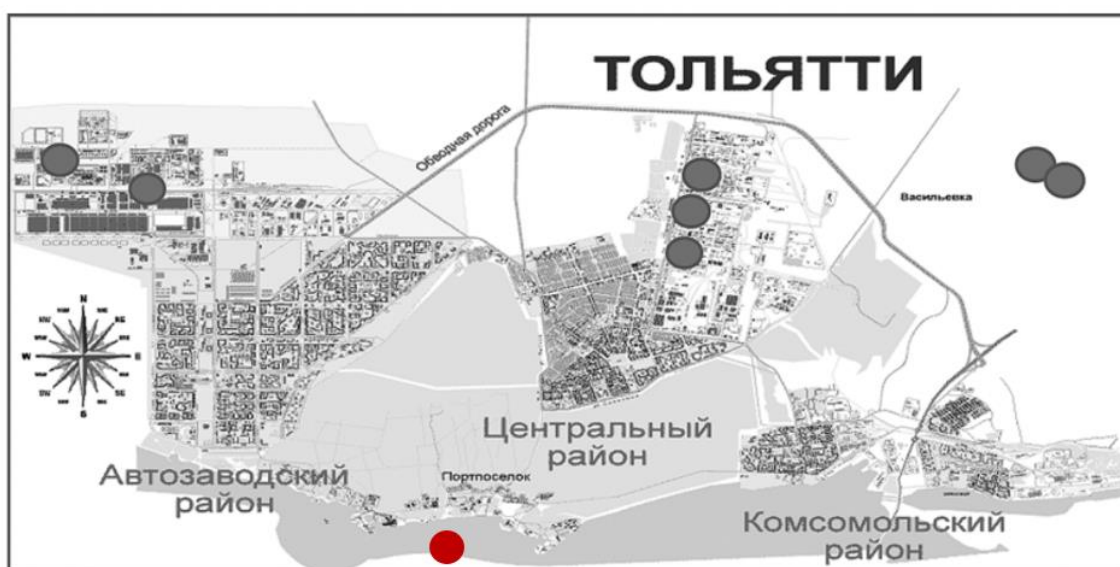 ТОЛЬЯТТИ
Обводная дорога
Васильевка
Центральный
район
Автозаводский
район
Портпоселок
Комсомольский
район
N
W